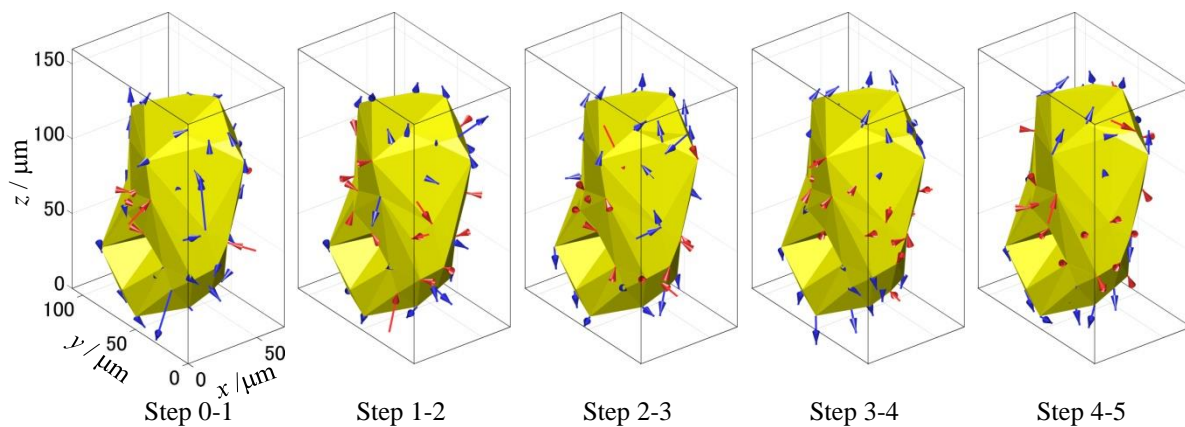 150
100
50
0
z / μm
100
50
0
y / μm
0
50
x /μm
Step 0-1
Step 1-2
Step 2-3
Step 3-4
Step 4-5